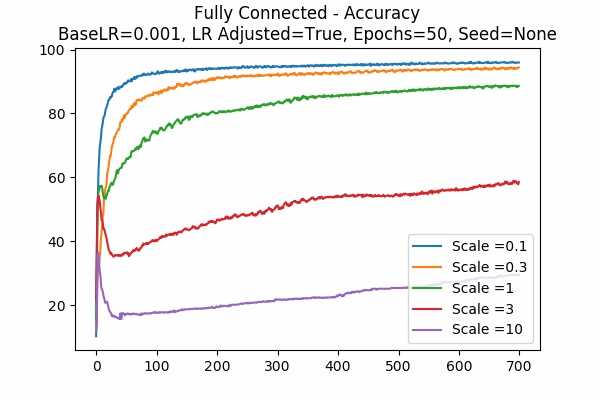 Fully Connected - Accuracy
BaseLR=0.001, LR Adjusted=True, Epochs=50, Seed=None
100
80
60
40
20
0
100
200
300
400
500
600
700
Scale =0.1
Scale =0.3
Scale =1
Scale =3
Scale =10